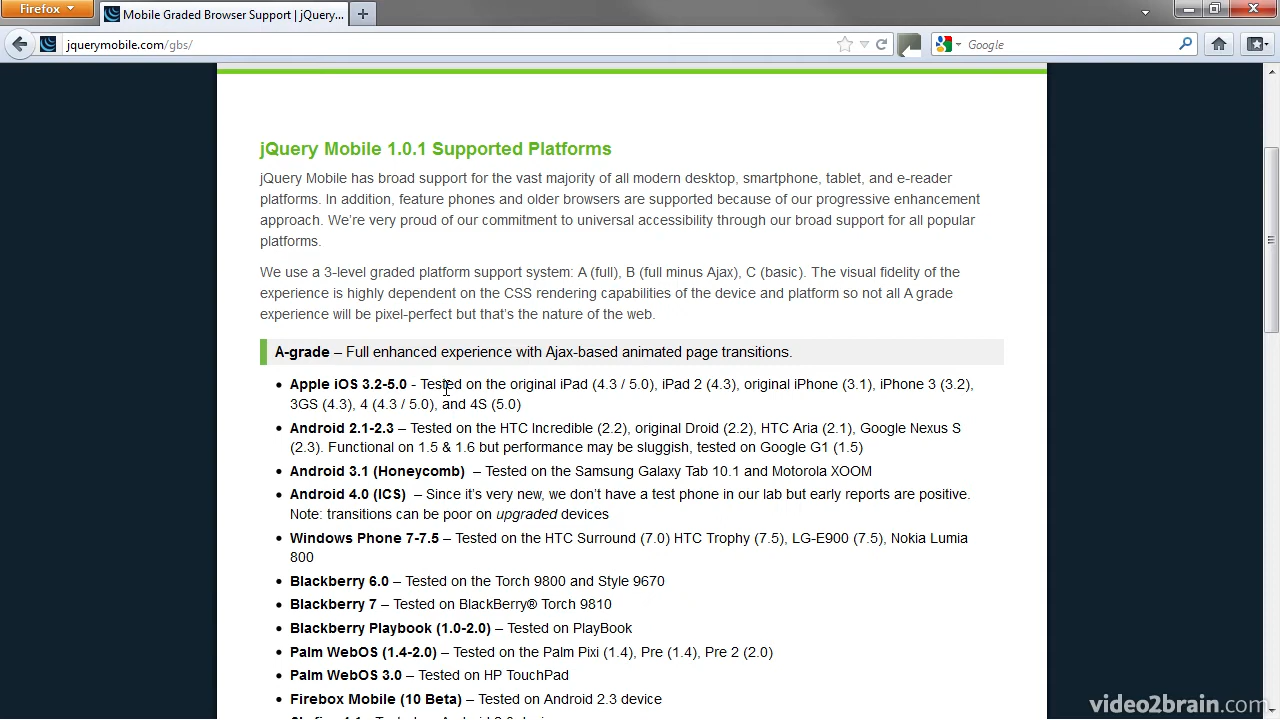 Firefox
Mobile Graded Browser Support | jQuery...
jquerymobile.com/gbs/
Google
jQuery Mobile 1.0.1 Supported Platforms
jQuery Mobile has broad support for the vast majority of all modern desktop, smartphone, tablet, and e-reader
platforms. In addition, feature phones and older browsers are supported because of our progressive enhancement
approach. We're very proud of our commitment to universal accessibility through our broad support for all popular
platforms.
We use a 3-level graded platform support system: A (full), B (full minus Ajax), C (basic). The visual fidelity of the
experience is highly dependent on the CSS rendering capabilities of the device and platform so not all A grade
experience will be pixel-perfect but that's the nature of the web.
A-grade – Full enhanced experience with Ajax-based animated page transitions.
• Apple iOS 3.2-5.0 - Tested on the original iPad (4.3 / 5.0), iPad 2 (4.3), original iPhone (3.1), iPhone 3 (3.2),
3GS (4.3), 4 (4.3 / 5.0), and 4S (5.0)
• Android 2.1-2.3 – Tested on the HTC Incredible (2.2), original Droid (2.2), HTC Aria (2.1), Google Nexus S
(2.3). Functional on 1.5 & 1.6 but performance may be sluggish, tested on Google G1 (1.5)
• Android 3.1 (Honeycomb) – Tested on the Samsung Galaxy Tab 10.1 and Motorola XOOM
• Android 4.0 (ICS) – Since it's very new, we don't have a test phone in our lab but early reports are positive.
Note: transitions can be poor on upgraded devices
• Windows Phone 7-7.5 – Tested on the HTC Surround (7.0) HTC Trophy (7.5), LG-E900 (7.5), Nokia Lumia
800
• Blackberry 6.0 – Tested on the Torch 9800 and Style 9670
• Blackberry 7 – Tested on BlackBerry® Torch 9810
• Blackberry Playbook (1.0-2.0) – Tested on PlayBook
• Palm WebOS (1.4-2.0) – Tested on the Palm Pixi (1.4), Pre (1.4), Pre 2 (2.0)
• Palm WebOS 3.0 – Tested on HP TouchPad
• Firebox Mobile (10 Beta) – Tested on Android 2.3 device
video2brain.com